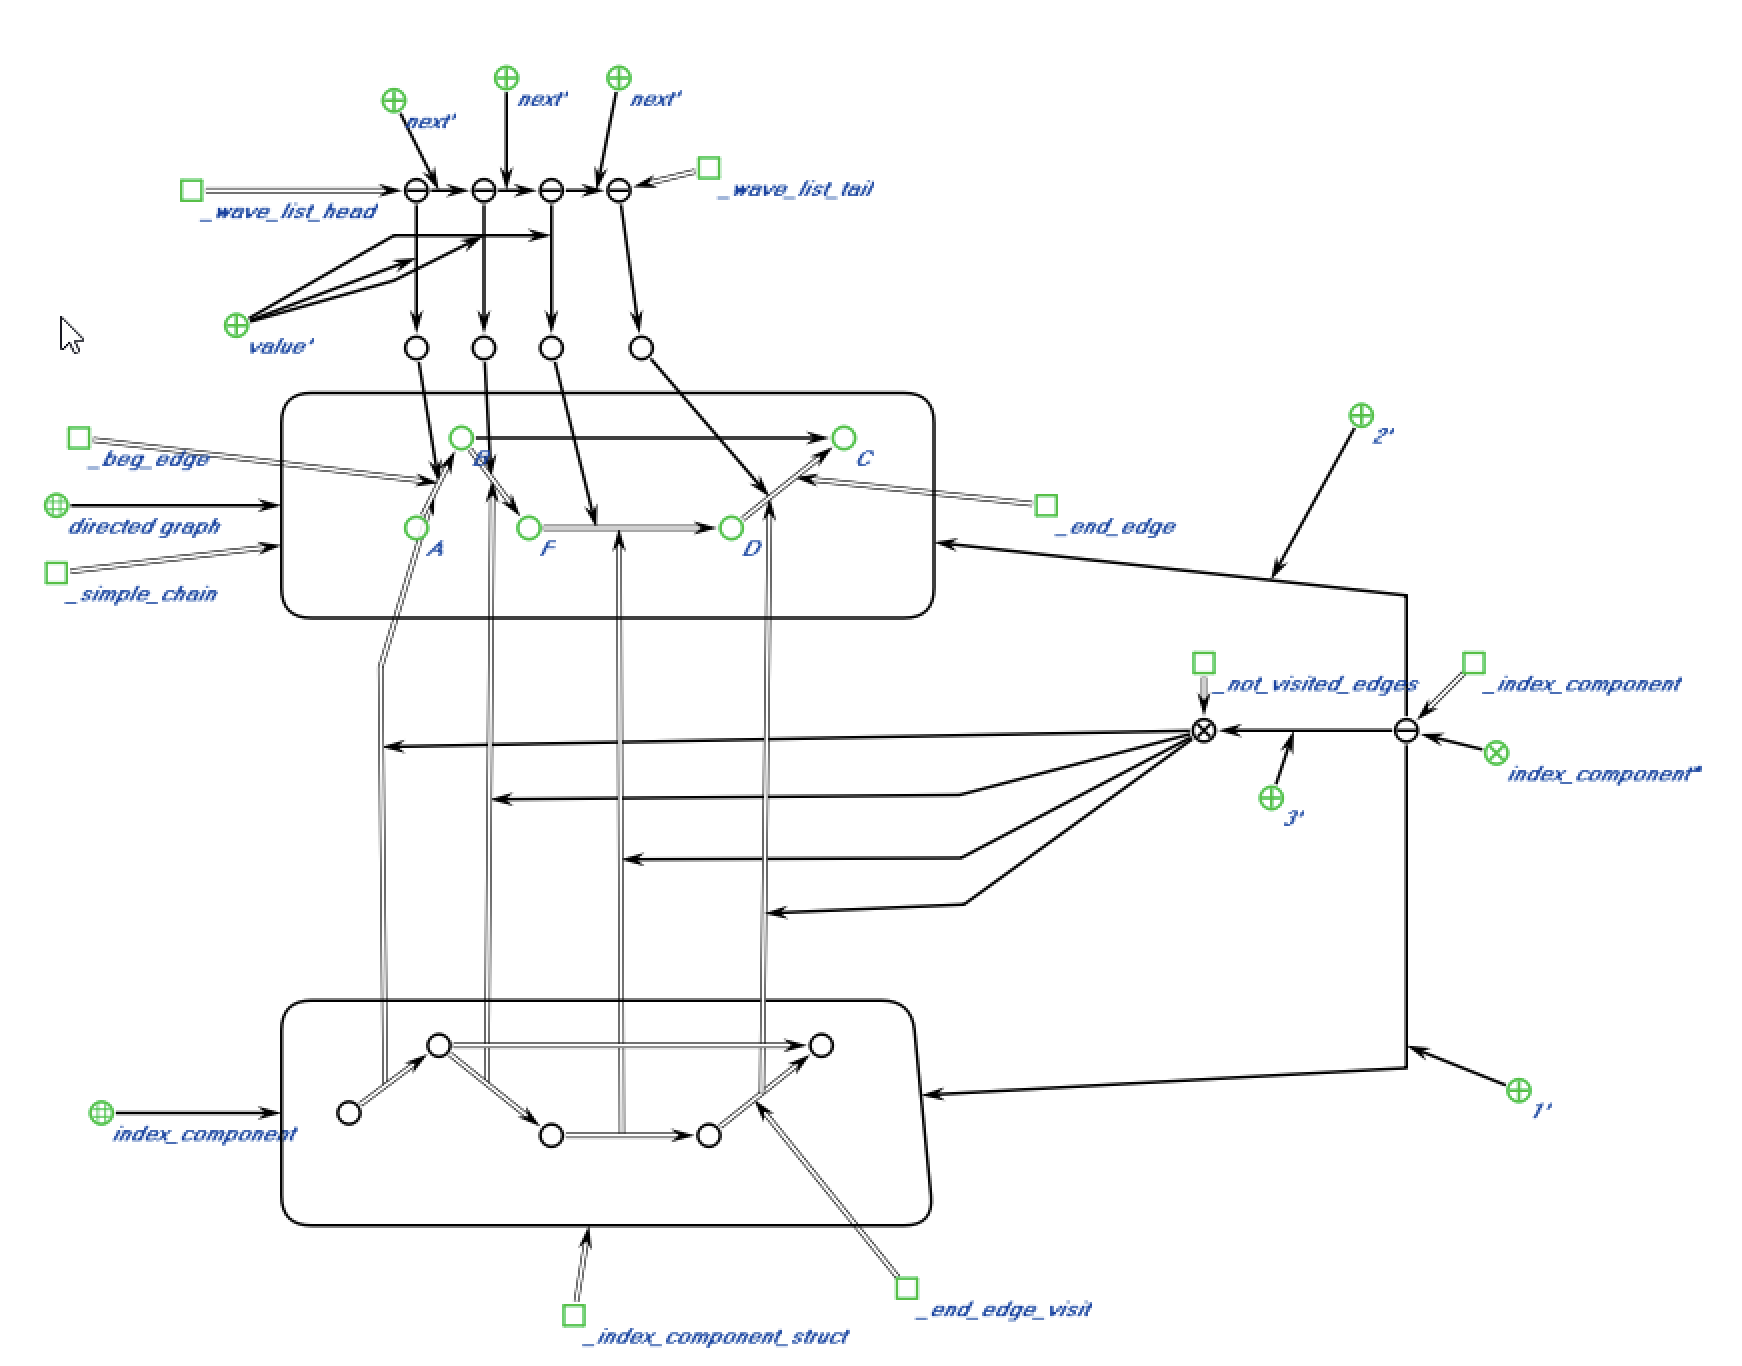 next'
next'
next'
_wave_list_tail
_wave_list_head
value'
2'
B
C
_beg_edge
directed graph
_end_edge
A
F
D
_simple_chain
_not_visited_edges
_index_component
index_component*
3'
1'
index_component
_end_edge_visit
_index_component_struct